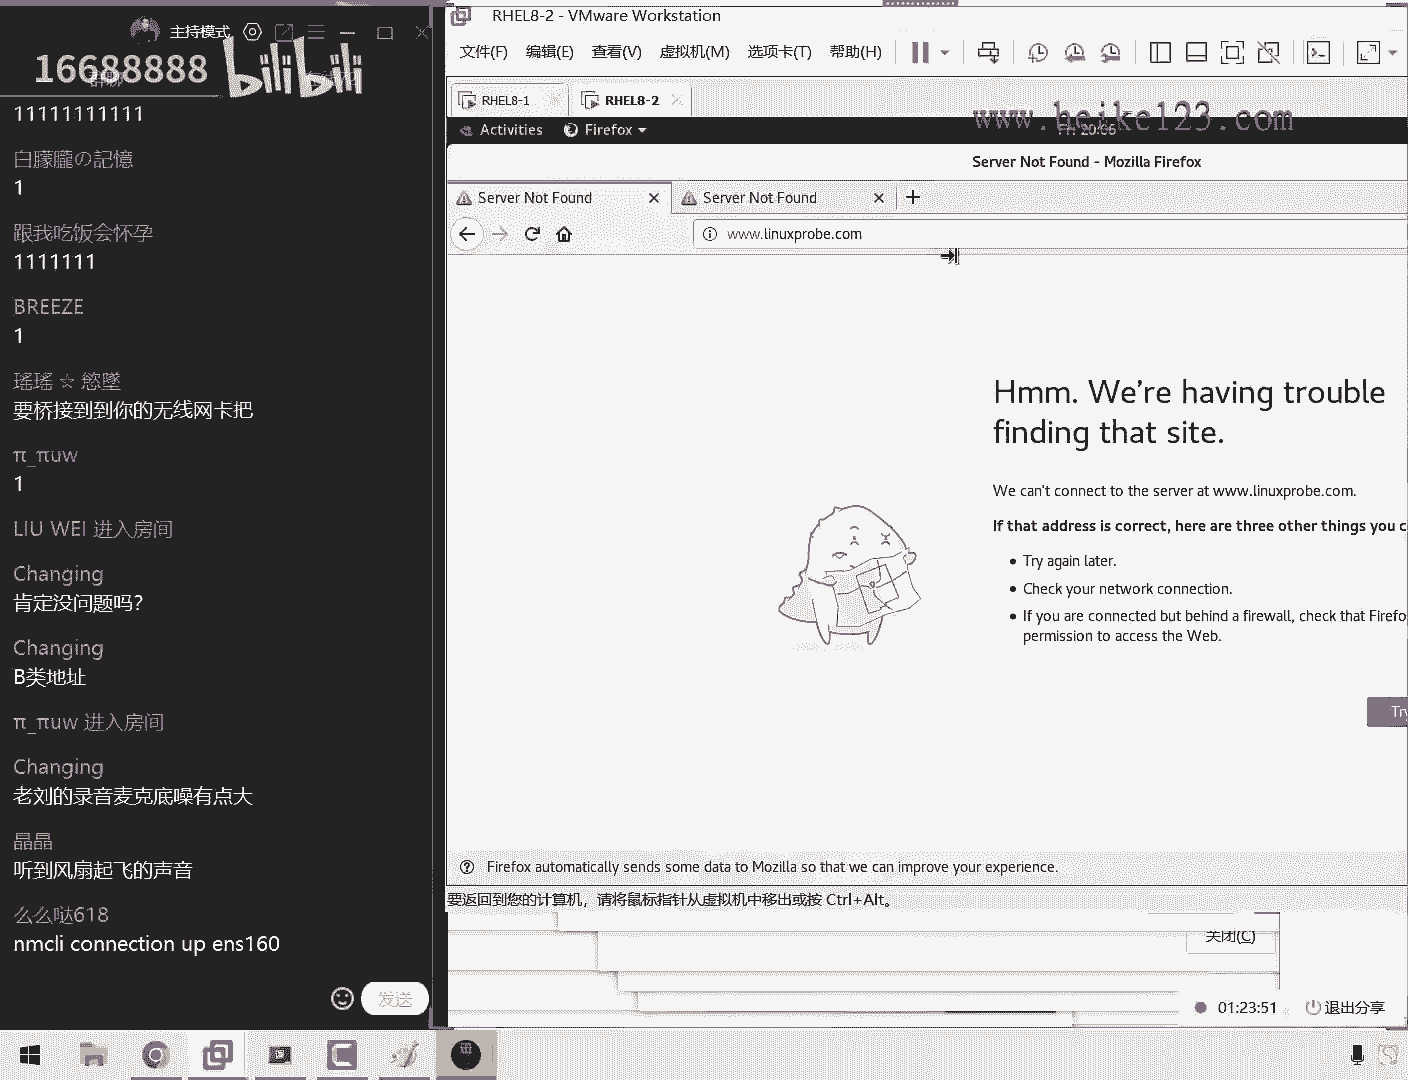 主持模式
16688888
bilibili
11111111111
白朦朧の記憶
1
跟我吃饭会怀孕
1111111
BREEZE
1
瑤瑤 ☆ 慾墜
要桥接到到你的无线网卡把
π_πuw
1
LIU WEI 进入房间
Changing
肯定没问题吗?
Changing
B类地址
π_πuw 进入房间
Changing
老刘的录音麦克底噪有点大
晶晶
听到风扇起飞的声音
么么哒618
nmcli connection up ens160
发送
RHEL8-2 - VMware Workstation
文件(F) 编辑(E) 查看(V) 虚拟机(M) 选项卡(T) 帮助(H)
RHEL8-1 RHEL8-2
www.heike123.com
Activities Firefox
Server Not Found - Mozilla Firefox
Server Not Found Server Not Found
www.linuxprobe.com
Hmm. We're having trouble
finding that site.
We can't connect to the server at www.linuxprobe.com.
If that address is correct, here are three other things you c
Try again later.
Check your network connection.
If you are connected but behind a firewall, check that Firefo
permission to access the Web.
Try
Firefox automatically sends some data to Mozilla so that we can improve your experience.
要返回到您的计算机，请将鼠标指针从虚拟机中移出或按 Ctrl+Alt。
关闭(C)
01:23:51 退出分享